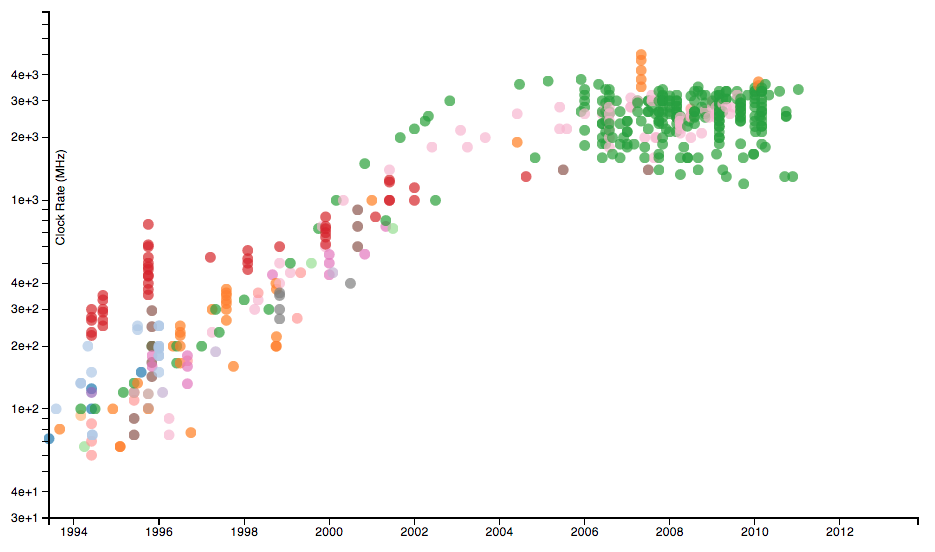 4e+3
3e+3
2e+3
1e+3
4e+2
3e+2
2e+2
1e+2
4e+1
3e+1
Clock Rate (MHz)
1994 1996 1998 2000 2002 2004 2006 2008 2010 2012